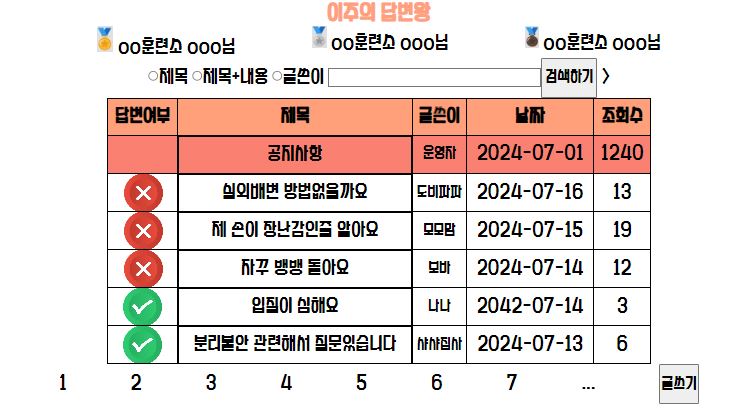 이주의 답변왕
OO훈련소 OOO님 OO훈련소 OOO님 OO훈련소 OOO님
제목 제목+내용 글쓴이 검색하기 >
답변여부 제목 글쓴이 날짜 조회수
공지사항 운영자 2024-07-01 1240
실외배변 방법없을까요 도비파파 2024-07-16 13
제 손이 장난감인줄 알아요 모모맘 2024-07-15 19
자꾸 뱅뱅 돌아요 모바 2024-07-14 12
입질이 심해요 나나 2042-07-14 3
분리불안 관련해서 질문있습니다 샤샤집사 2024-07-13 6
1 2 3 4 5 6 7 ... 글쓰기